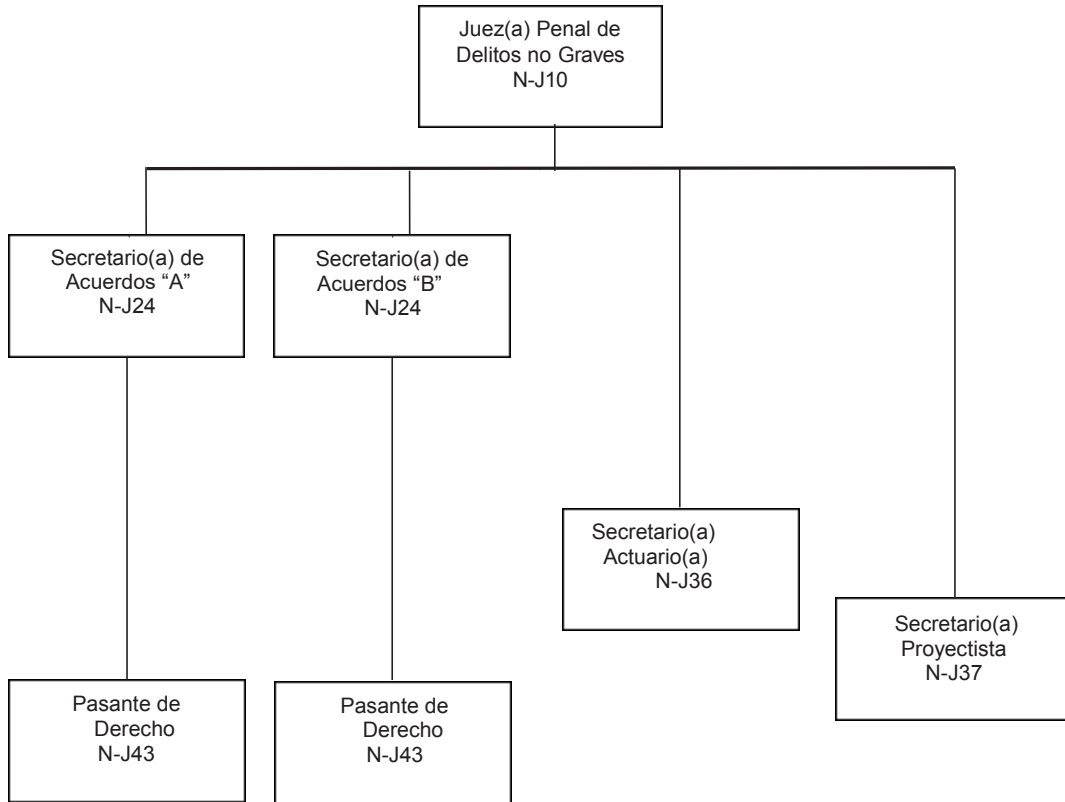 Juez(a) Penal de
Delitos no Graves
N-J10
Secretario(a) de
Acuerdos “A”
N-J24
Secretario(a) de
Acuerdos “B”
N-J24
Secretario(a)
Actuario(a)
N-J36
Secretario(a)
Proyectista
N-J37
Pasante de
Derecho
N-J43
Pasante de
Derecho
N-J43